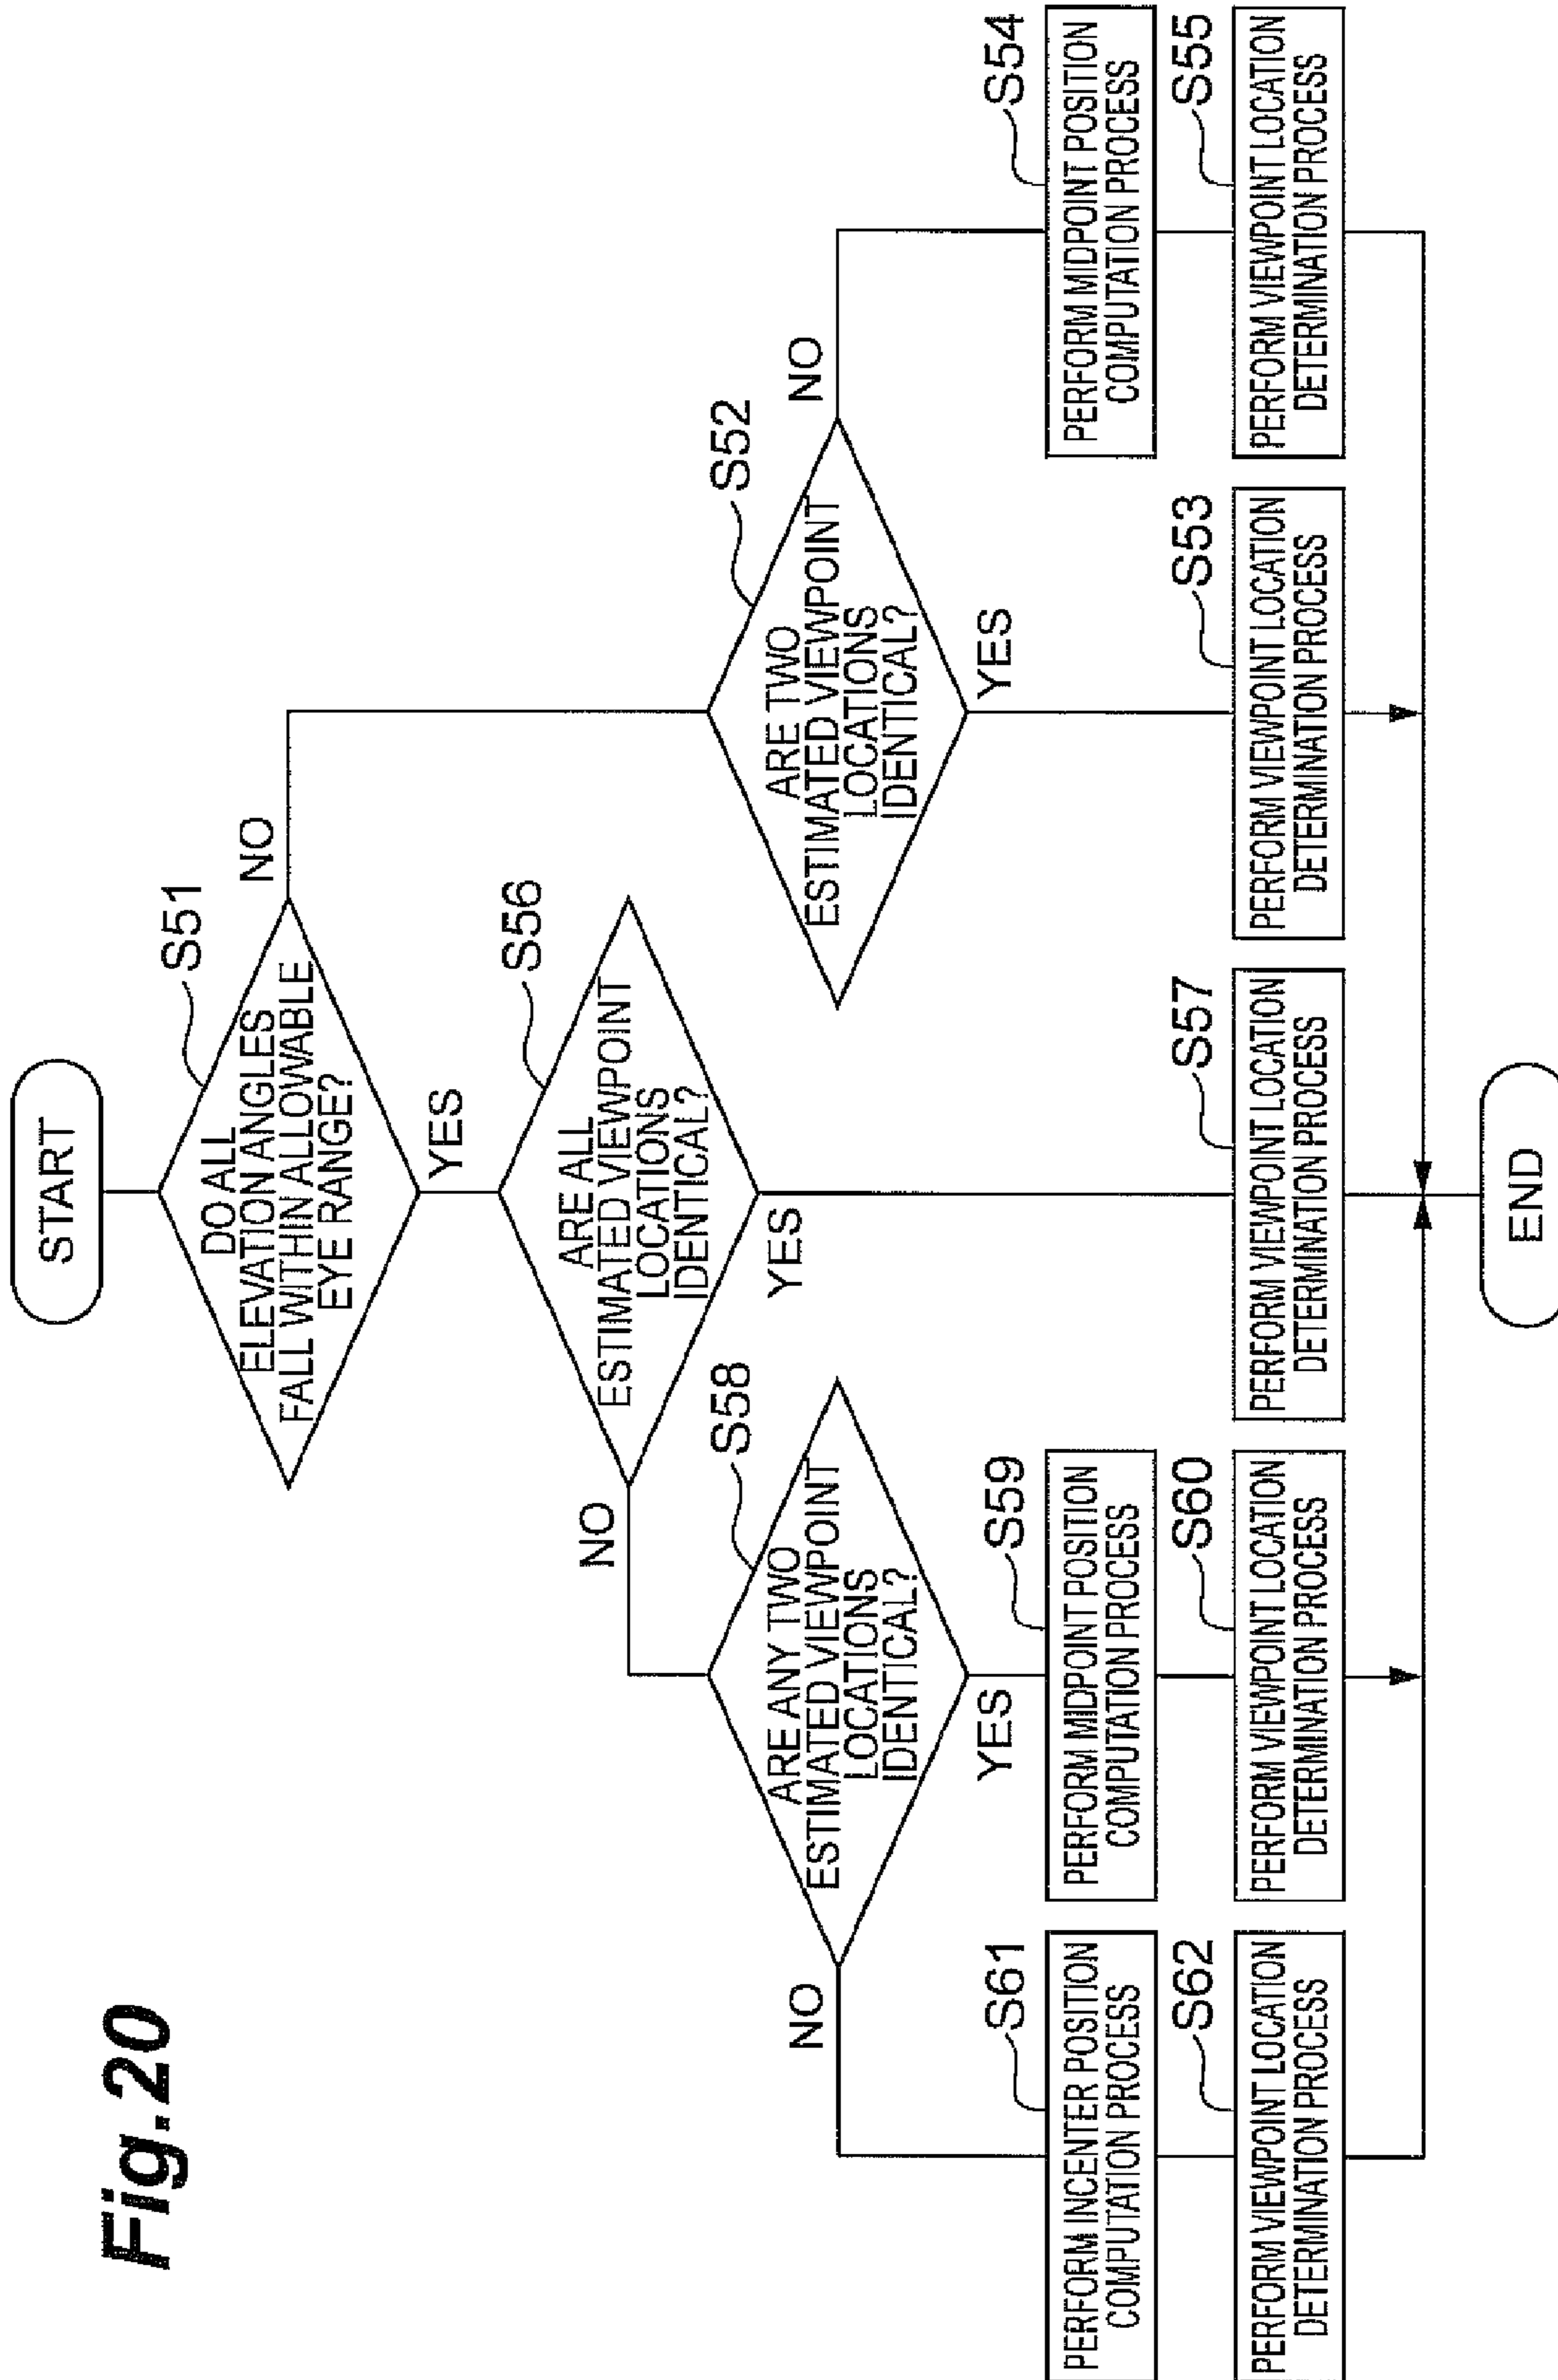 Fig.20
START
S51
DO ALL
ELEVATION ANGLES
FALL WITHIN ALLOWABLE
EYE RANGE?
NO
YES
S56
ARE ALL
ESTIMATED VIEWPOINT
LOCATIONS
IDENTICAL?
NO
YES
S58
ARE ANY TWO
ESTIMATED VIEWPOINT
LOCATIONS
IDENTICAL?
NO
YES
S52
ARE TWO
ESTIMATED VIEWPOINT
LOCATIONS
IDENTICAL?
NO
YES
S61
PERFORM INCENTER POSITION
COMPUTATION PROCESS
S59
PERFORM MIDPOINT POSITION
COMPUTATION PROCESS
S54
PERFORM MIDPOINT POSITION
COMPUTATION PROCESS
S62
PERFORM VIEWPOINT LOCATION
DETERMINATION PROCESS
S60
PERFORM VIEWPOINT LOCATION
DETERMINATION PROCESS
S57
PERFORM VIEWPOINT LOCATION
DETERMINATION PROCESS
S53
PERFORM VIEWPOINT LOCATION
DETERMINATION PROCESS
S55
PERFORM VIEWPOINT LOCATION
DETERMINATION PROCESS
END